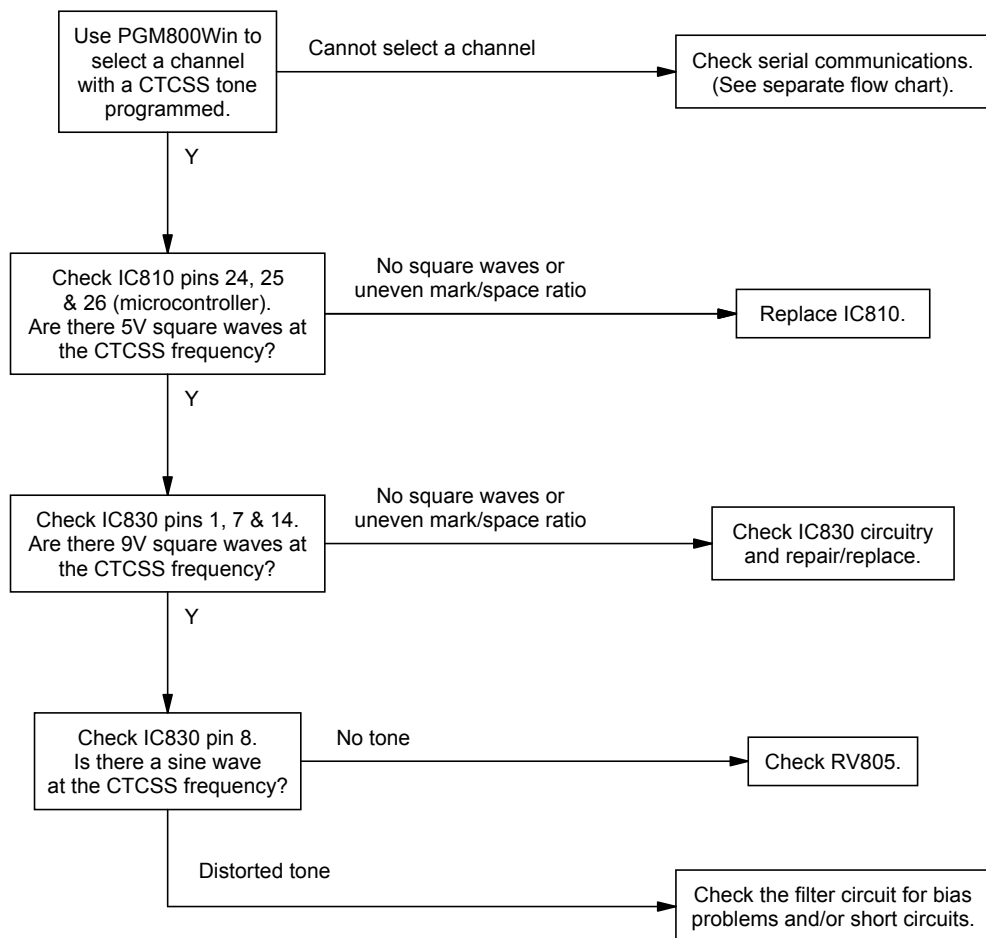 Use PGM800Win to
select a channel
with a CTCSS tone
programmed.
Cannot select a channel
Check serial communications.
(See separate flow chart).
Y
Check IC810 pins 24, 25
& 26 (microcontroller).
Are there 5V square waves at
the CTCSS frequency?
No square waves or
uneven mark/space ratio
Replace IC810.
Y
Check IC830 pins 1, 7 & 14.
Are there 9V square waves at
the CTCSS frequency?
No square waves or
uneven mark/space ratio
Check IC830 circuitry
and repair/replace.
Y
Check IC830 pin 8.
Is there a sine wave
at the CTCSS frequency?
No tone
Check RV805.
Distorted tone
Check the filter circuit for bias
problems and/or short circuits.